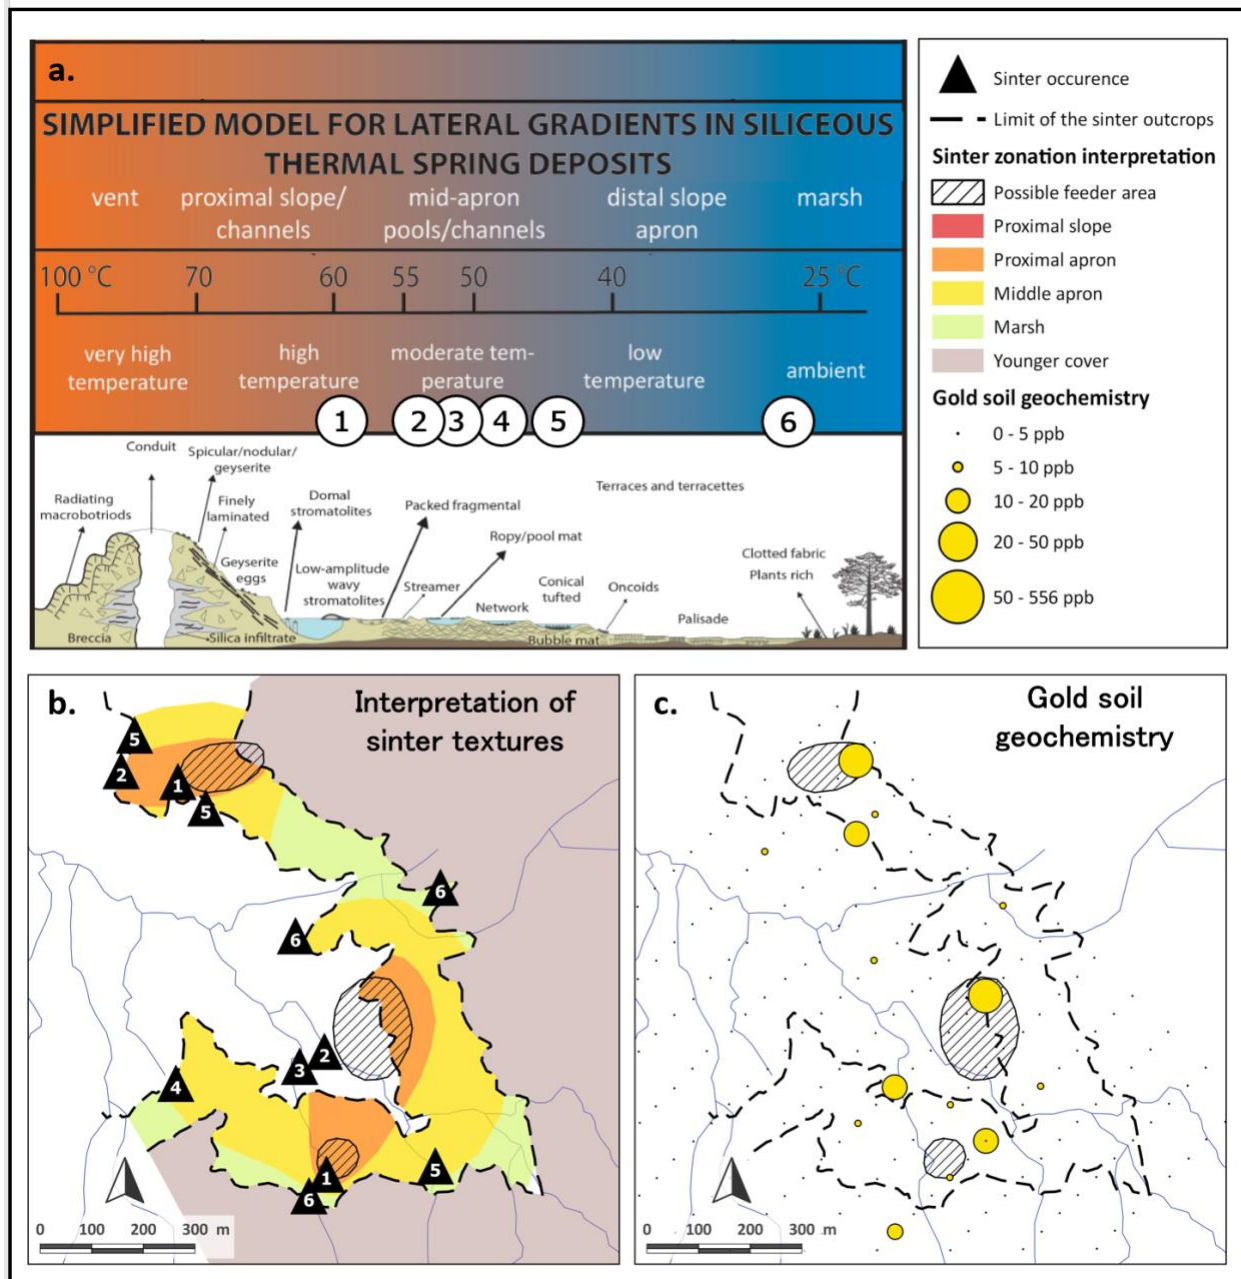 a.
SIMPLIFIED MODEL FOR LATERAL GRADIENTS IN SILICEOUS
THERMAL SPRING DEPOSITS
vent
proximal slope/
channels
mid-apron
pools/channels
distal slope
apron
marsh
100 °C
70
60
55
50
40
25 °C
very high
temperature
high
temperature
moderate tem-
perature
low
temperature
ambient
1
2
3
4
5
6
Conduit
Spicular/nodular/
geyserite
Radiating
macrobotriods
Finely
laminated
Domal
stromatolites
Packed fragmental
Terraces and terracettes
Ropy/pool mat
Geyserite
eggs
Low-amplitude
wavy
stromatolites
Streamer
Network
Conical
tufted
Oncoids
Clotted fabric
Plants rich
Palisade
Breccia
Silica infiltrate
Bubble mat
Sinter occurence
Limit of the sinter outcrops
Sinter zonation interpretation
Possible feeder area
Proximal slope
Proximal apron
Middle apron
Marsh
Younger cover
Gold soil geochemistry
0 - 5 ppb
5 - 10 ppb
10 - 20 ppb
20 - 50 ppb
50 - 556 ppb
b.
Interpretation of
sinter textures
5
2
1
5
6
6
2
3
4
5
1
6
0 100 200 300 m
c.
Gold soil
geochemistry
0 100 200 300 m